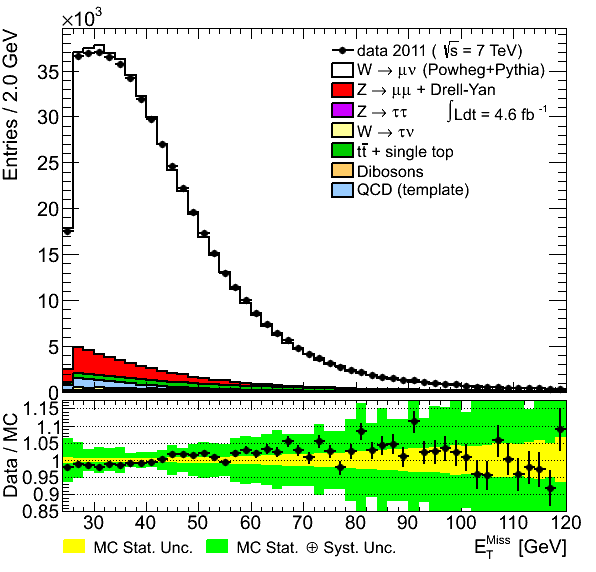 ×10³
Entries / 2.0 GeV
35
30
25
20
15
10
5
0
data 2011 ( √s = 7 TeV)
W → μν (Powheg+Pythia)
Z → μμ + Drell-Yan
Z → ττ
∫Ldt = 4.6 fb⁻¹
W → τν
tt̄ + single top
Dibosons
QCD (template)
Data / MC
1.15
1.1
1.05
1
0.95
0.9
0.85
30 40 50 60 70 80 90 100 110 120
MC Stat. Unc.
MC Stat. ⊕ Syst. Unc.
E_T^Miss [GeV]